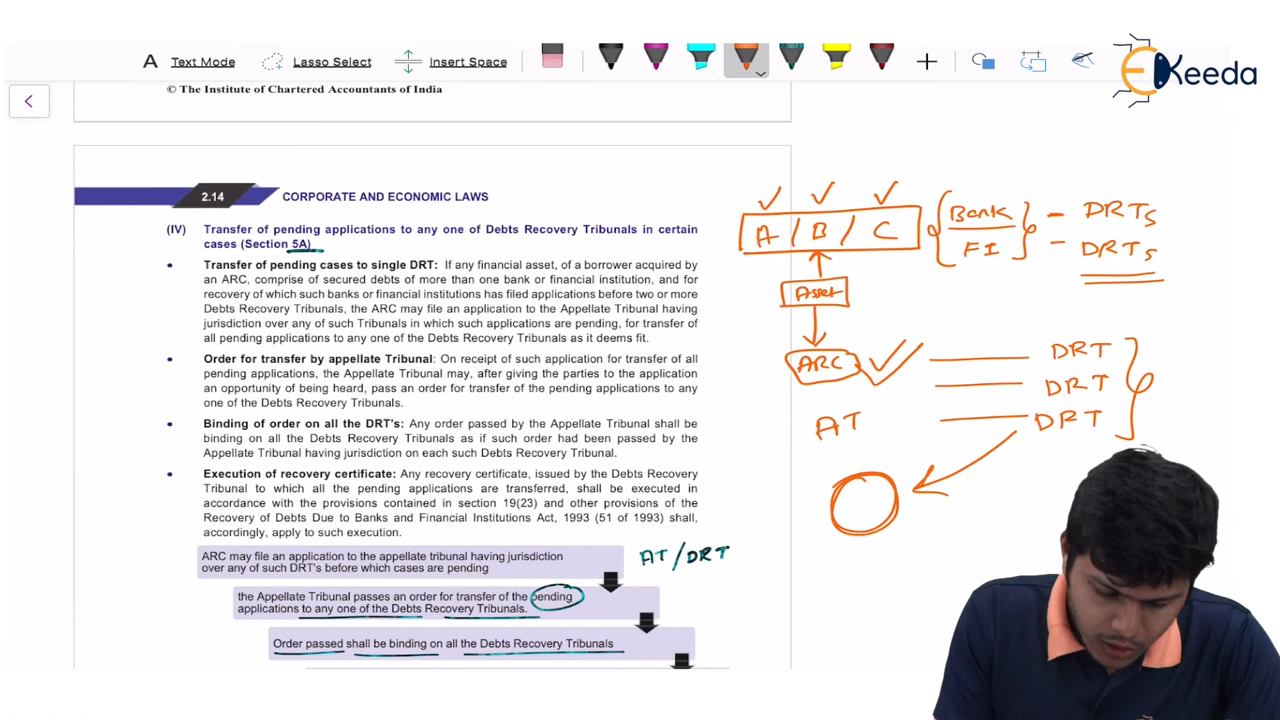 A Text Mode Lasso Select Insert Space
EKeeda
© The Institute of Chartered Accountants of India
2.14 CORPORATE AND ECONOMIC LAWS
(IV) Transfer of pending applications to any one of Debts Recovery Tribunals in certain
cases (Section 5A)
• Transfer of pending cases to single DRT: If any financial asset, of a borrower acquired by
an ARC, comprise of secured debts of more than one bank or financial institution, and for
recovery of which such banks or financial institutions has filed applications before two or more
Debts Recovery Tribunals, the ARC may file an application to the Appellate Tribunal having
jurisdiction over any of such Tribunals in which such applications are pending, for transfer of
all pending applications to any one of the Debts Recovery Tribunals as it deems fit.
• Order for transfer by appellate Tribunal: On receipt of such application for transfer of all
pending applications, the Appellate Tribunal may, after giving the parties to the application
an opportunity of being heard, pass an order for transfer of the pending applications to any
one of the Debts Recovery Tribunals.
• Binding of order on all the DRT's: Any order passed by the Appellate Tribunal shall be
binding on all the Debts Recovery Tribunals as if such order had been passed by the
Appellate Tribunal having jurisdiction on each such Debts Recovery Tribunal.
• Execution of recovery certificate: Any recovery certificate, issued by the Debts Recovery
Tribunal to which all the pending applications are transferred, shall be executed in
accordance with the provisions contained in section 19(23) and other provisions of the
Recovery of Debts Due to Banks and Financial Institutions Act, 1993 (51 of 1993) shall,
accordingly, apply to such execution.
ARC may file an application to the appellate tribunal having jurisdiction
over any of such DRT's before which cases are pending
AT/DRT
the Appellate Tribunal passes an order for transfer of the pending
applications to any one of the Debts Recovery Tribunals.
Order passed shall be binding on all the Debts Recovery Tribunals
A / B / C { Bank } - DRTs
FI - DRTs
Asset
ARC DRT
DRT
AT DRT